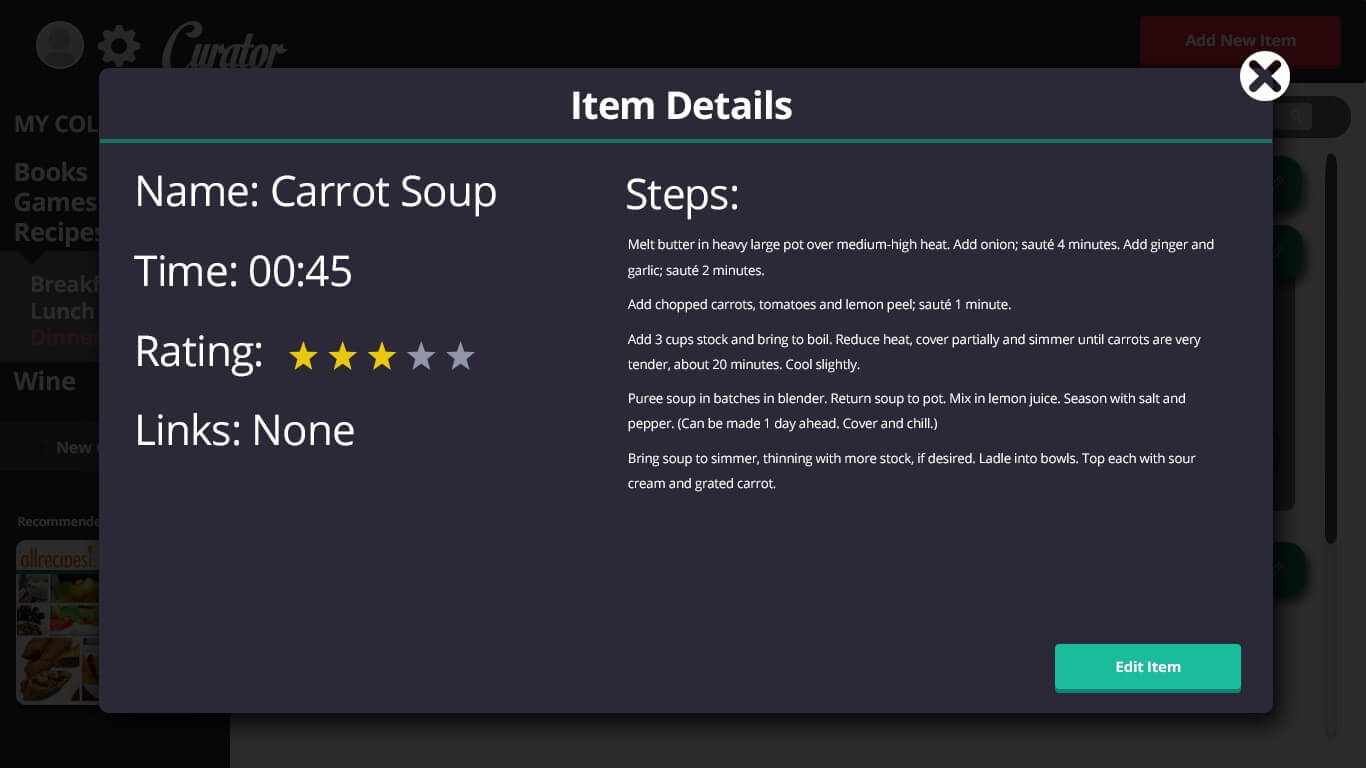 Curator
Add New Item
Item Details
MY COL
Books
Games
Recipes
Breakf
Lunch
Dinne
Wine
New
Recommende
allrecipes!
Name: Carrot Soup
Time: 00:45
Rating:
Links: None
Steps:
Melt butter in heavy large pot over medium-high heat. Add onion; sauté 4 minutes. Add ginger and
garlic; sauté 2 minutes.
Add chopped carrots, tomatoes and lemon peel; sauté 1 minute.
Add 3 cups stock and bring to boil. Reduce heat, cover partially and simmer until carrots are very
tender, about 20 minutes. Cool slightly.
Puree soup in batches in blender. Return soup to pot. Mix in lemon juice. Season with salt and
pepper. (Can be made 1 day ahead. Cover and chill.)
Bring soup to simmer, thinning with more stock, if desired. Ladle into bowls. Top each with sour
cream and grated carrot.
Edit Item